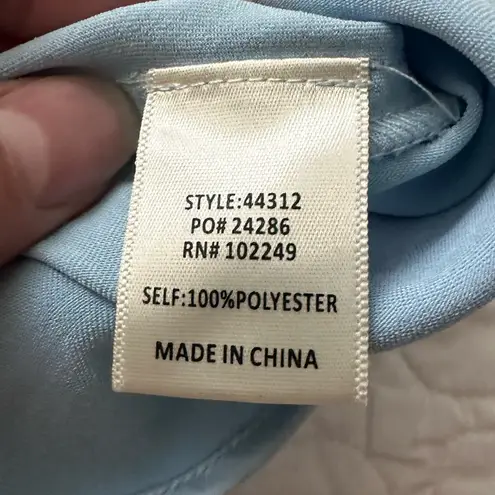 STYLE:44312
PO# 24286
RN# 102249
SELF:100%POLYESTER
MADE IN CHINA